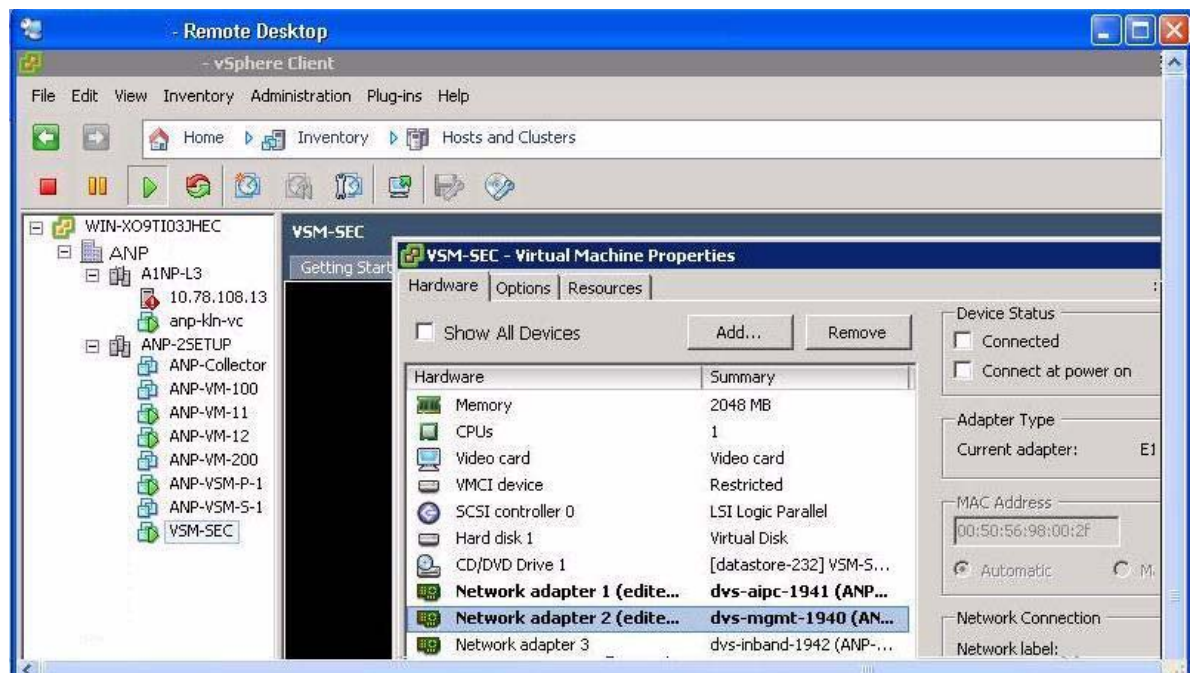 - Remote Desktop
- vSphere Client
File Edit View Inventory Administration Plug-ins Help
Home Inventory Hosts and Clusters
WIN-XO9TI03JHEC
ANP
A1NP-L3
10.78.108.13
anp-kln-vc
ANP-2SETUP
ANP-Collector
ANP-VM-100
ANP-VM-11
ANP-VM-12
ANP-VM-200
ANP-VSM-P-1
ANP-VSM-S-1
VSM-SEC
VSM-SEC
Getting Start
VSM-SEC - Virtual Machine Properties
Hardware Options Resources
Show All Devices Add... Remove
Hardware Summary
Memory 2048 MB
CPUs 1
Video card Video card
VMCI device Restricted
SCSI controller 0 LSI Logic Parallel
Hard disk 1 Virtual Disk
CD/DVD Drive 1 [datastore-232] VSM-S...
Network adapter 1 (edite... dvs-aipc-1941 (ANP...
Network adapter 2 (edite... dvs-mgmt-1940 (AN...
Network adapter 3 dvs-inband-1942 (ANP-...
Device Status
Connected
Connect at power on
Adapter Type
Current adapter: E1
MAC Address
00:50:56:98:00:2f
Automatic M
Network Connection
Network label: